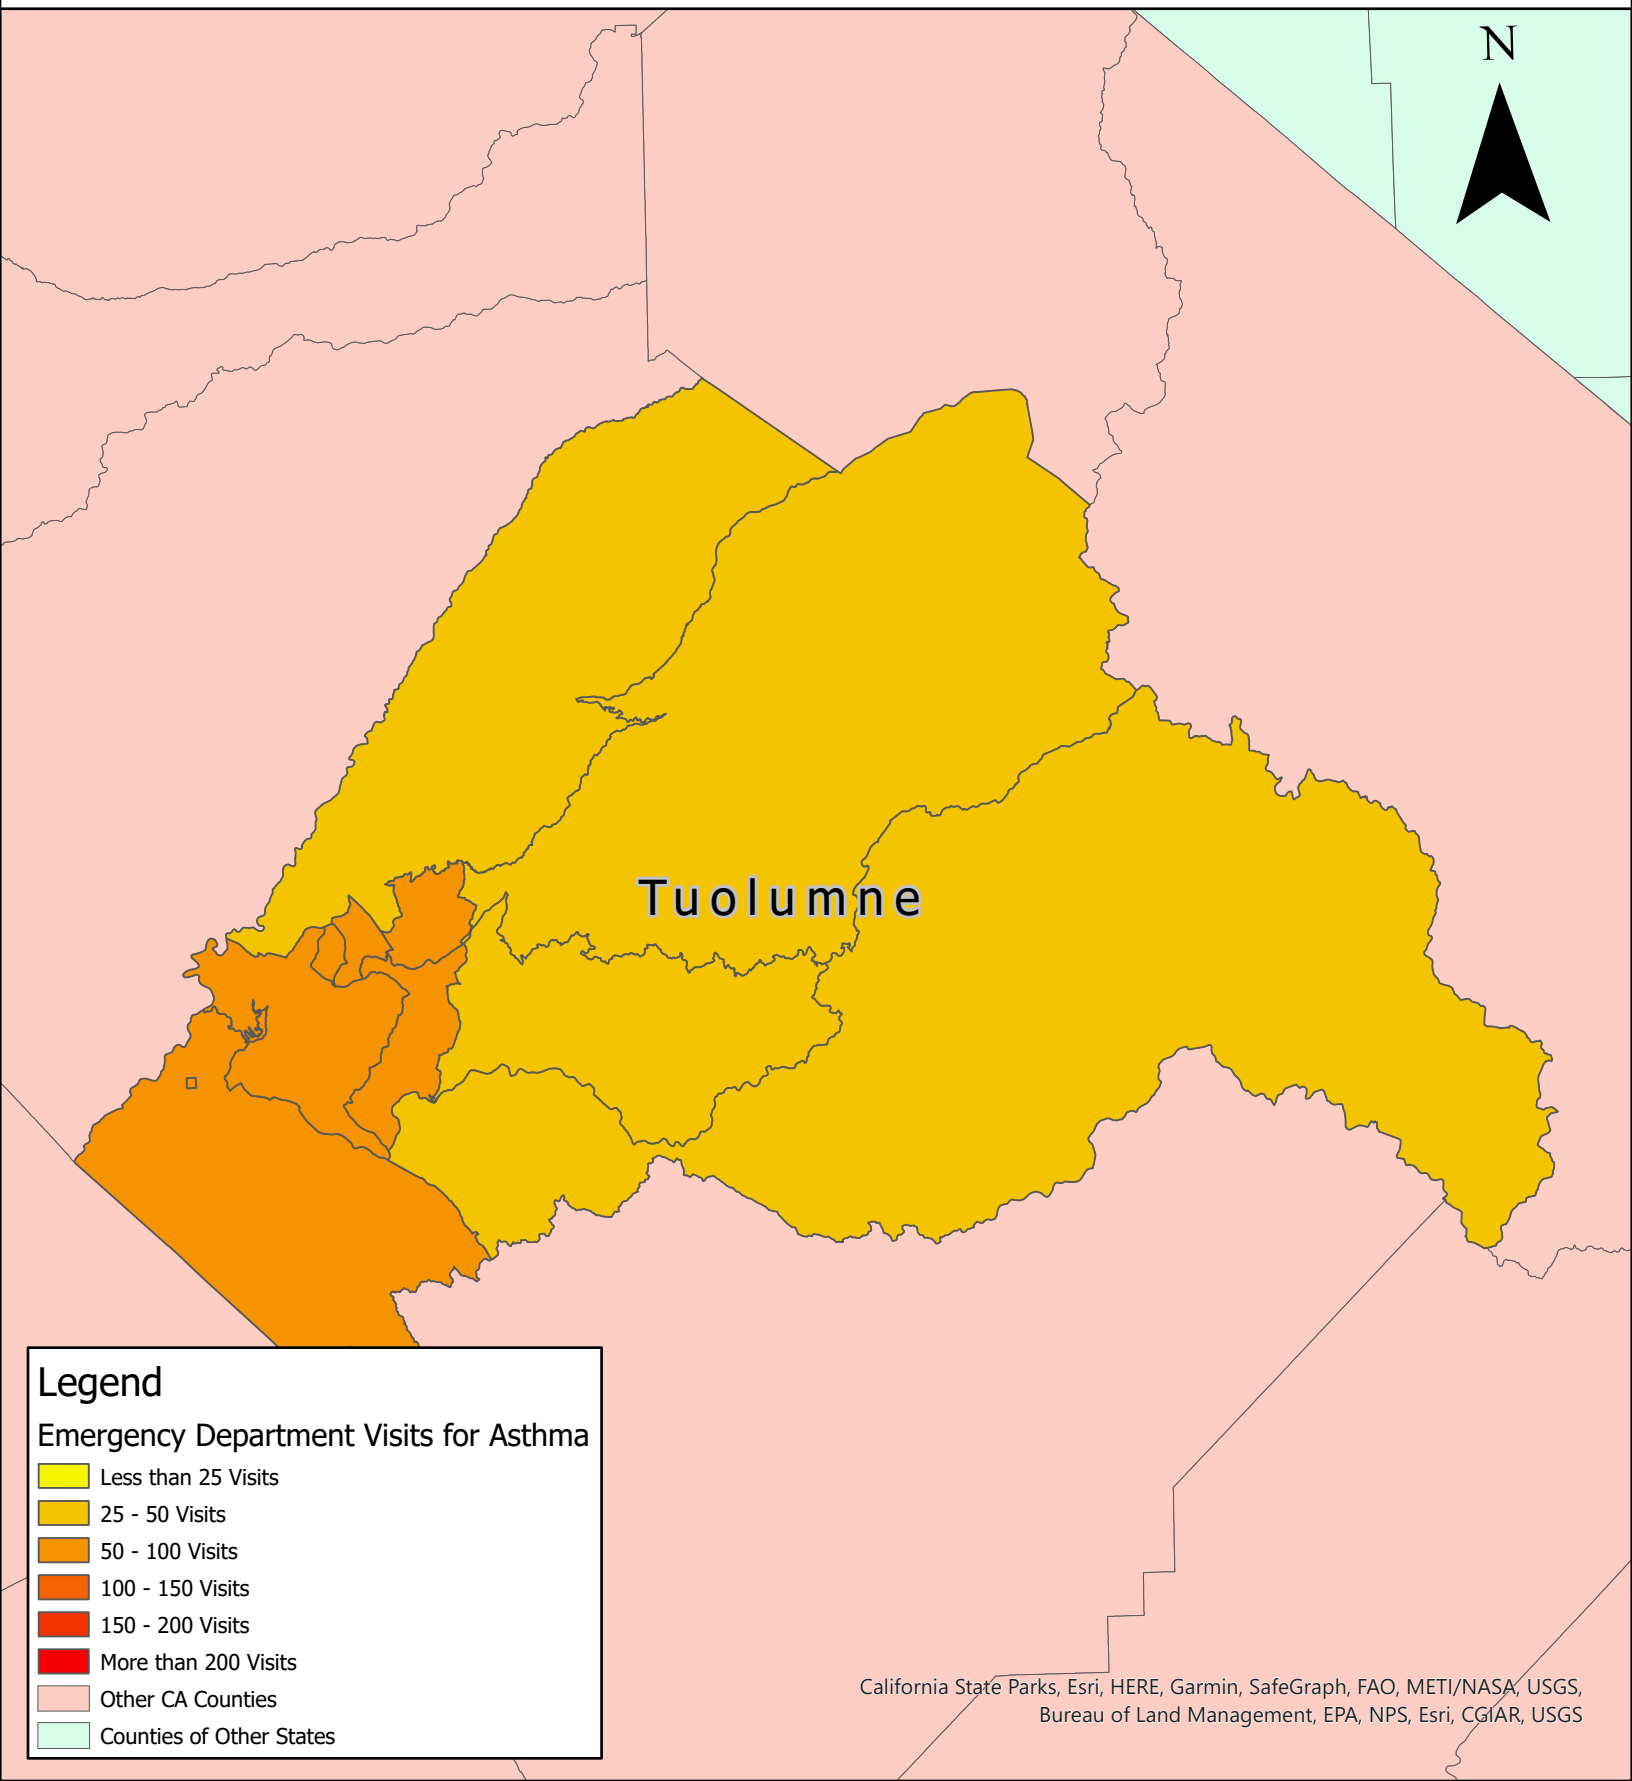 N
Tuolumne
Legend
Emergency Department Visits for Asthma
Less than 25 Visits
25 - 50 Visits
50 - 100 Visits
100 - 150 Visits
150 - 200 Visits
More than 200 Visits
Other CA Counties
Counties of Other States
California State Parks, Esri, HERE, Garmin, SafeGraph, FAO, METI/NASA, USGS,
Bureau of Land Management, EPA, NPS, Esri, CGIAR, USGS